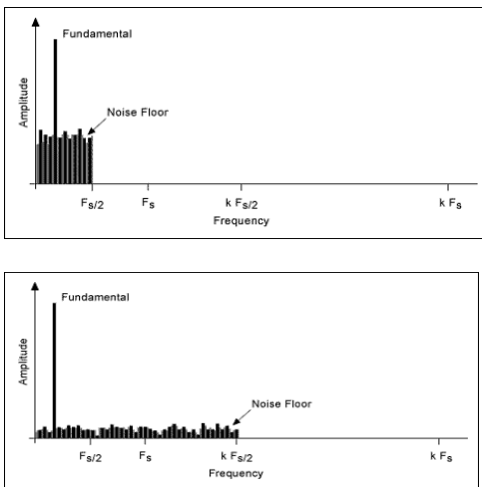 Fundamental
Amplitude
Noise Floor
Fs/2 Fs k Fs/2 k Fs
Frequency
Fundamental
Amplitude
Noise Floor
Fs/2 Fs k Fs/2 k Fs
Frequency